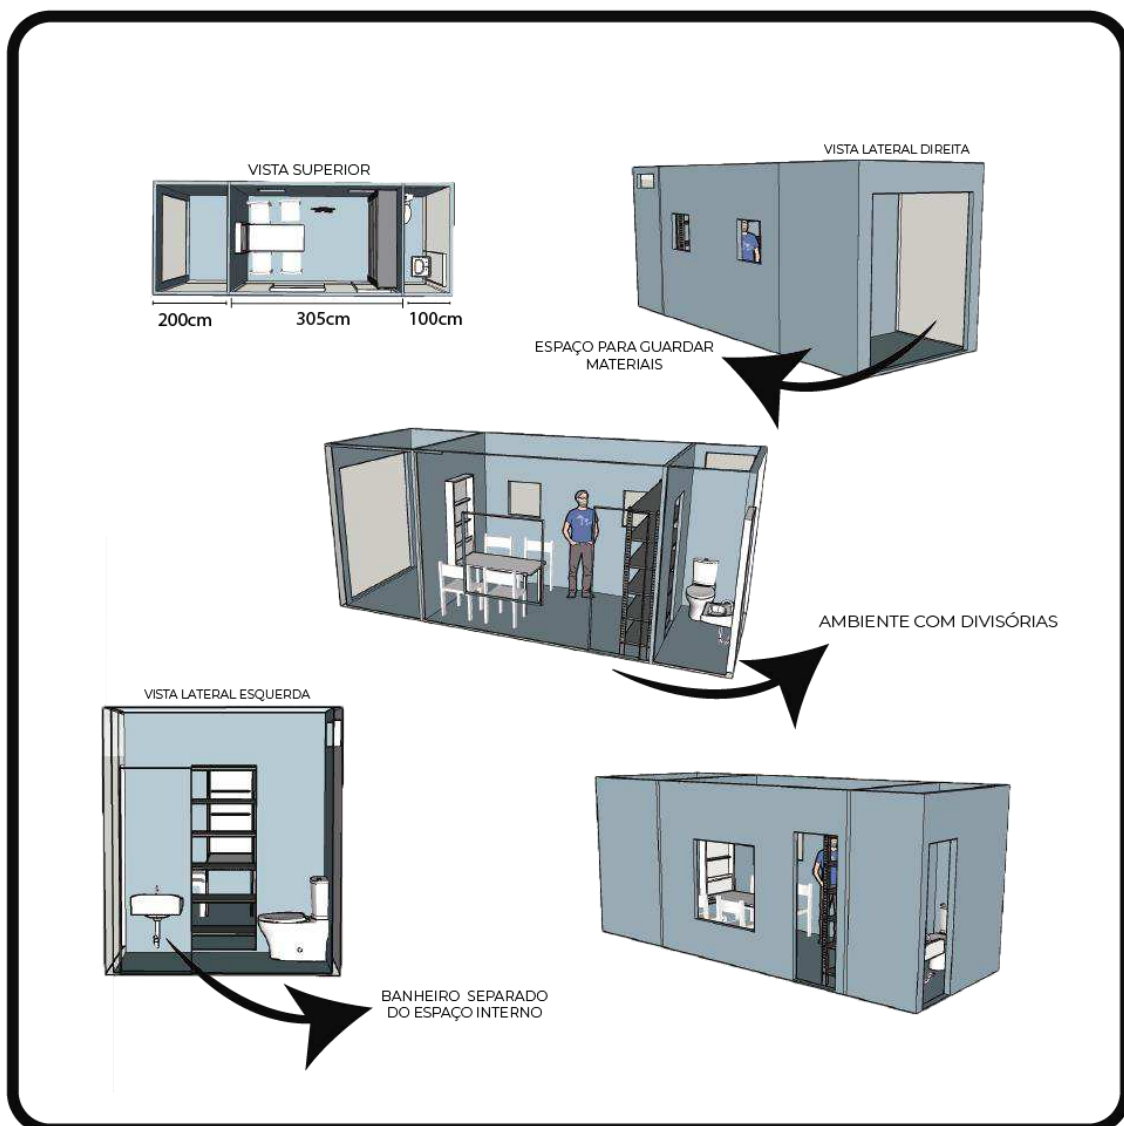 VISTA SUPERIOR
VISTA LATERAL DIREITA
200cm
305cm
100cm
ESPAÇO PARA GUARDAR
MATERIAIS
AMBIENTE COM DIVISÓRIAS
VISTA LATERAL ESQUERDA
BANHEIRO SEPARADO
DO ESPAÇO INTERNO